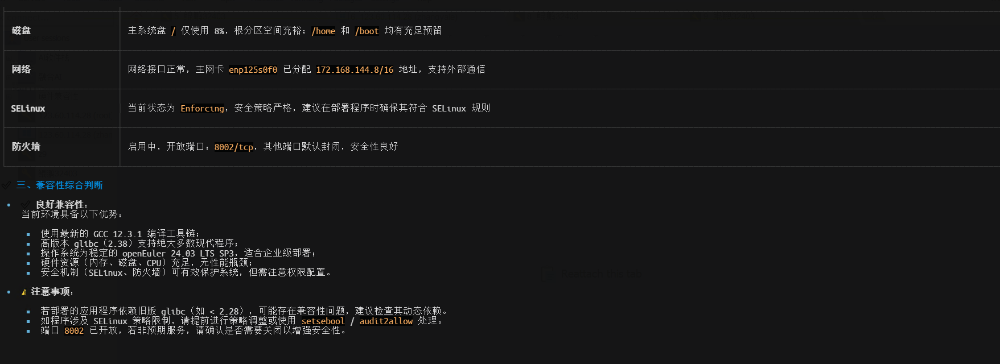 磁盘 主系统盘 / 仅使用 8%，根分区空间充裕；/home 和 /boot 均有充足预留
网络 网络接口正常，主网卡 enp125s0f0 已分配 172.168.144.8/16 地址，支持外部通信
SELinux 当前状态为 Enforcing，安全策略严格，建议在部署程序时确保其符合 SELinux 规则
防火墙 启用中，开放端口：8002/tcp，其他端口默认封闭，安全性良好
三、兼容性综合判断
良好兼容性：
当前环境具备以下优势：
使用最新的 GCC 12.3.1 编译工具链；
高版本 glibc（2.38）支持绝大多数现代程序；
操作系统为稳定的 openEuler 24.03 LTS SP3，适合企业级部署；
硬件资源（内存、磁盘、CPU）充足，无性能瓶颈；
安全机制（SELinux、防火墙）可有效保护系统，但需注意权限配置。
注意事项：
若部署的应用程序依赖旧版 glibc（如 < 2.28），可能存在兼容性问题，建议检查其动态依赖。
如程序涉及 SELinux 策略限制，请提前进行策略调整或使用 setsebool / audit2allow 处理。
端口 8002 已开放，若非预期服务，请确认是否需要关闭以增强安全性。